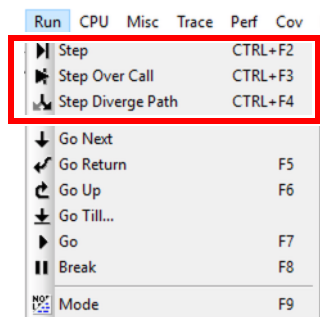 Run CPU Misc Trace Perf Cov
Step CTRL+F2
Step Over Call CTRL+F3
Step Diverge Path CTRL+F4
Go Next
Go Return F5
Go Up F6
Go Till...
Go F7
Break F8
Mode F9